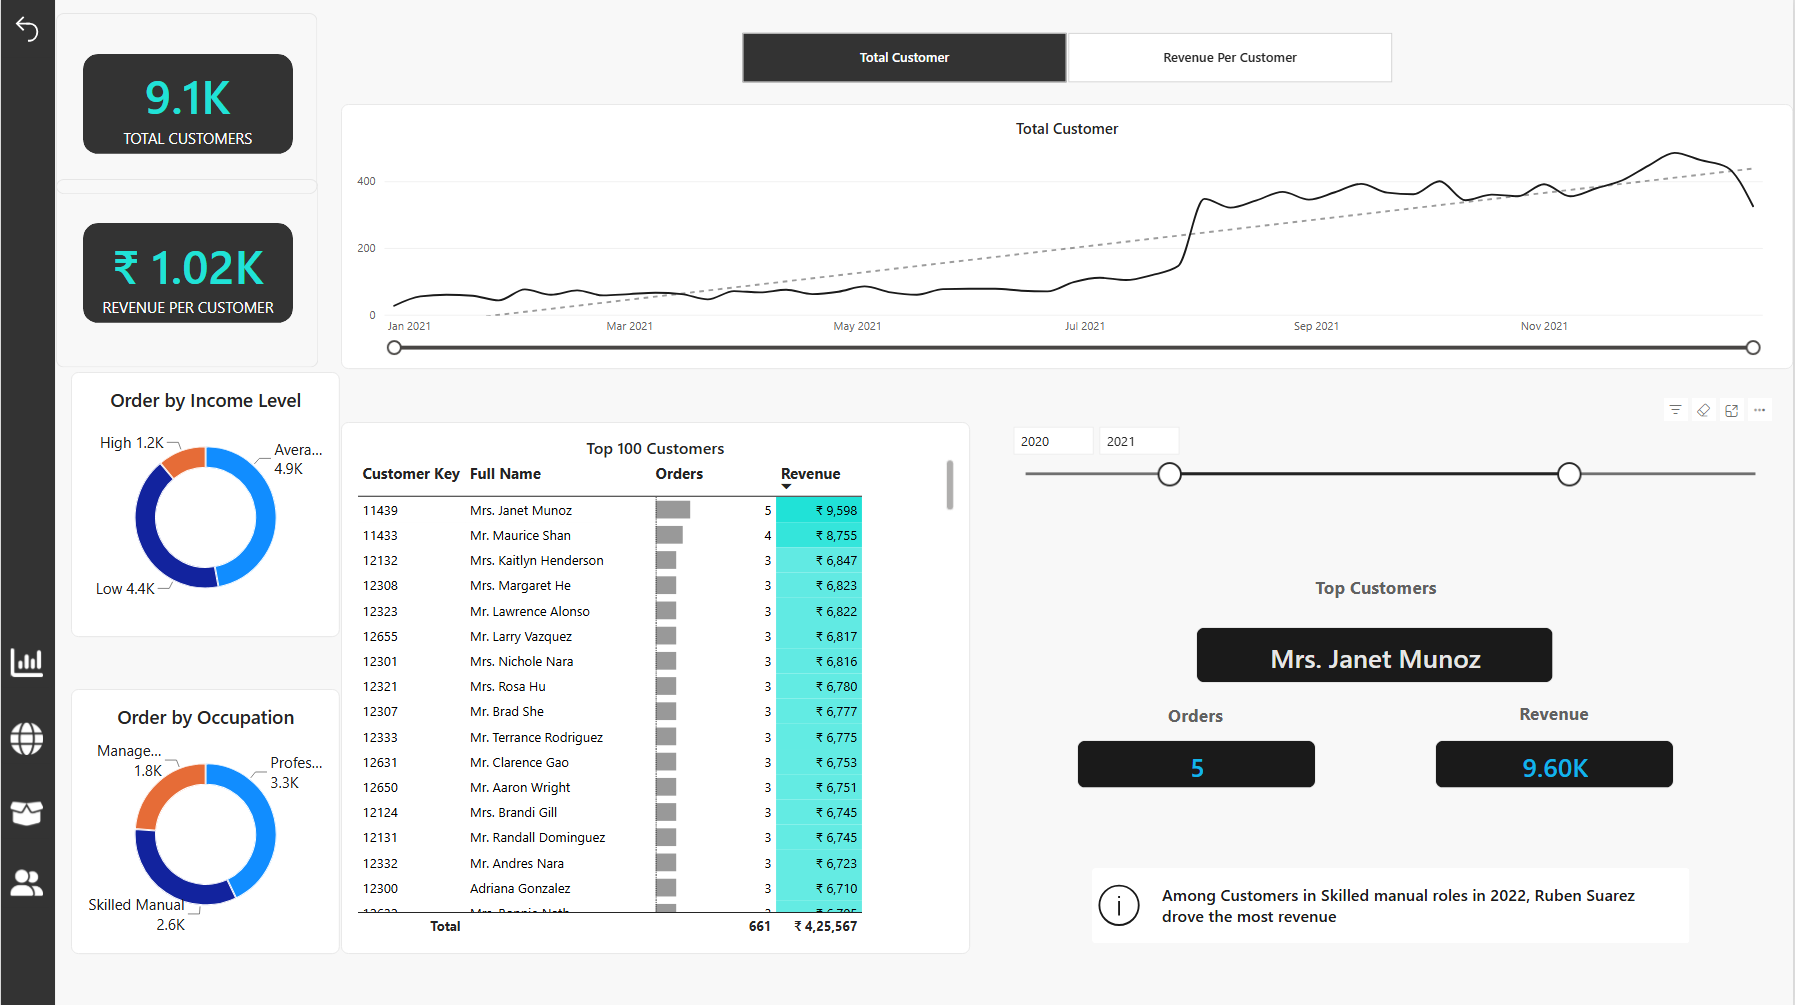 9.1K
TOTAL CUSTOMERS
₹ 1.02K
REVENUE PER CUSTOMER
Total Customer
Revenue Per Customer
Total Customer
400
200
0
Jan 2021
Mar 2021
May 2021
Jul 2021
Sep 2021
Nov 2021
Order by Income Level
High 1.2K
Avera...
4.9K
Low 4.4K
Order by Occupation
Manage...
1.8K
Profes...
3.3K
Skilled Manual
2.6K
Top 100 Customers
Customer Key Full Name Orders Revenue
11439 Mrs. Janet Munoz 5 ₹ 9,598
11433 Mr. Maurice Shan 4 ₹ 8,755
12132 Mrs. Kaitlyn Henderson 3 ₹ 6,847
12308 Mrs. Margaret He 3 ₹ 6,823
12323 Mr. Lawrence Alonso 3 ₹ 6,822
12655 Mr. Larry Vazquez 3 ₹ 6,817
12301 Mrs. Nichole Nara 3 ₹ 6,816
12321 Mrs. Rosa Hu 3 ₹ 6,780
12307 Mr. Brad She 3 ₹ 6,777
12333 Mr. Terrance Rodriguez 3 ₹ 6,775
12631 Mr. Clarence Gao 3 ₹ 6,753
12650 Mr. Aaron Wright 3 ₹ 6,751
12124 Mrs. Brandi Gill 3 ₹ 6,745
12131 Mr. Randall Dominguez 3 ₹ 6,745
12332 Mr. Andres Nara 3 ₹ 6,723
12300 Adriana Gonzalez 3 ₹ 6,710
Total 661 ₹ 4,25,567
2020
2021
Top Customers
Mrs. Janet Munoz
Orders
Revenue
5
9.60K
Among Customers in Skilled manual roles in 2022, Ruben Suarez
drove the most revenue